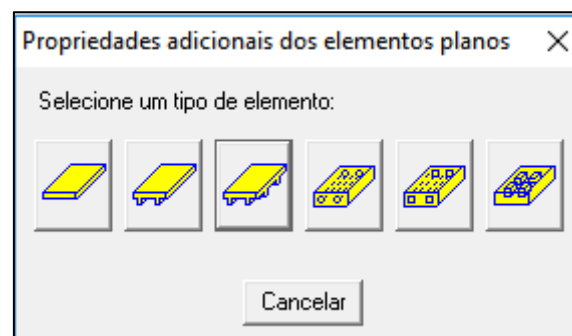 Propriedades adicionais dos elementos planos
Selecione um tipo de elemento:
Cancelar